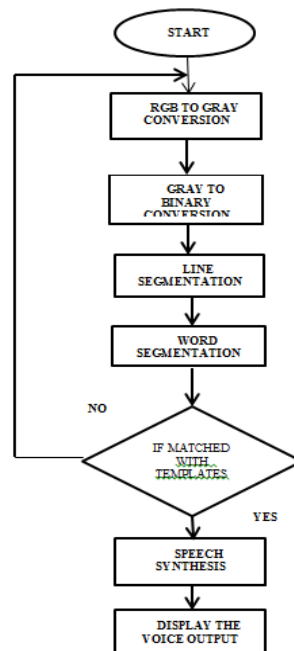 START
RGB TO GRAY
CONVERSION
GRAY TO
BINARY
CONVERSION
LINE
SEGMENTATION
WORD
SEGMENTATION
NO
IF MATCHED
WITH
TEMPLATES
YES
SPEECH
SYNTHESIS
DISPLAY THE
VOICE OUTPUT